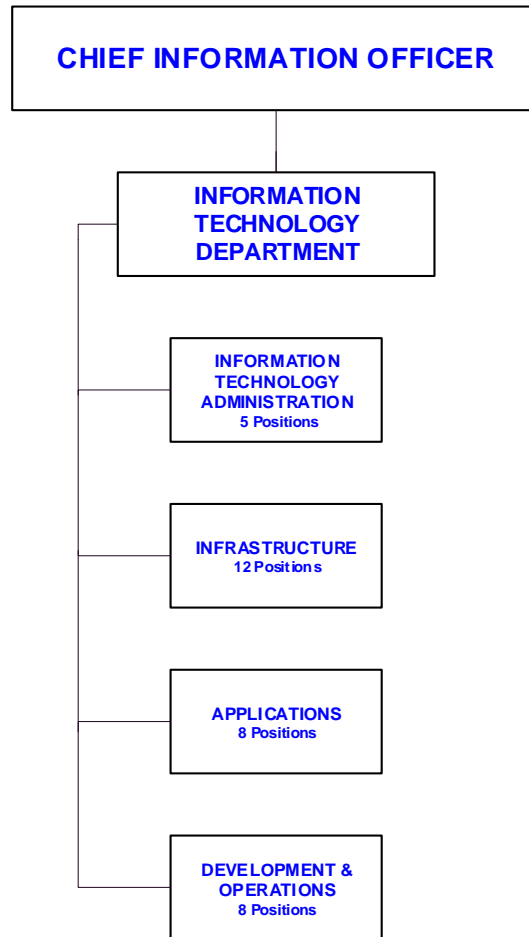 CHIEF INFORMATION OFFICER
INFORMATION
TECHNOLOGY
DEPARTMENT
INFORMATION
TECHNOLOGY
ADMINISTRATION
5 Positions
INFRASTRUCTURE
12 Positions
APPLICATIONS
8 Positions
DEVELOPMENT &
OPERATIONS
8 Positions